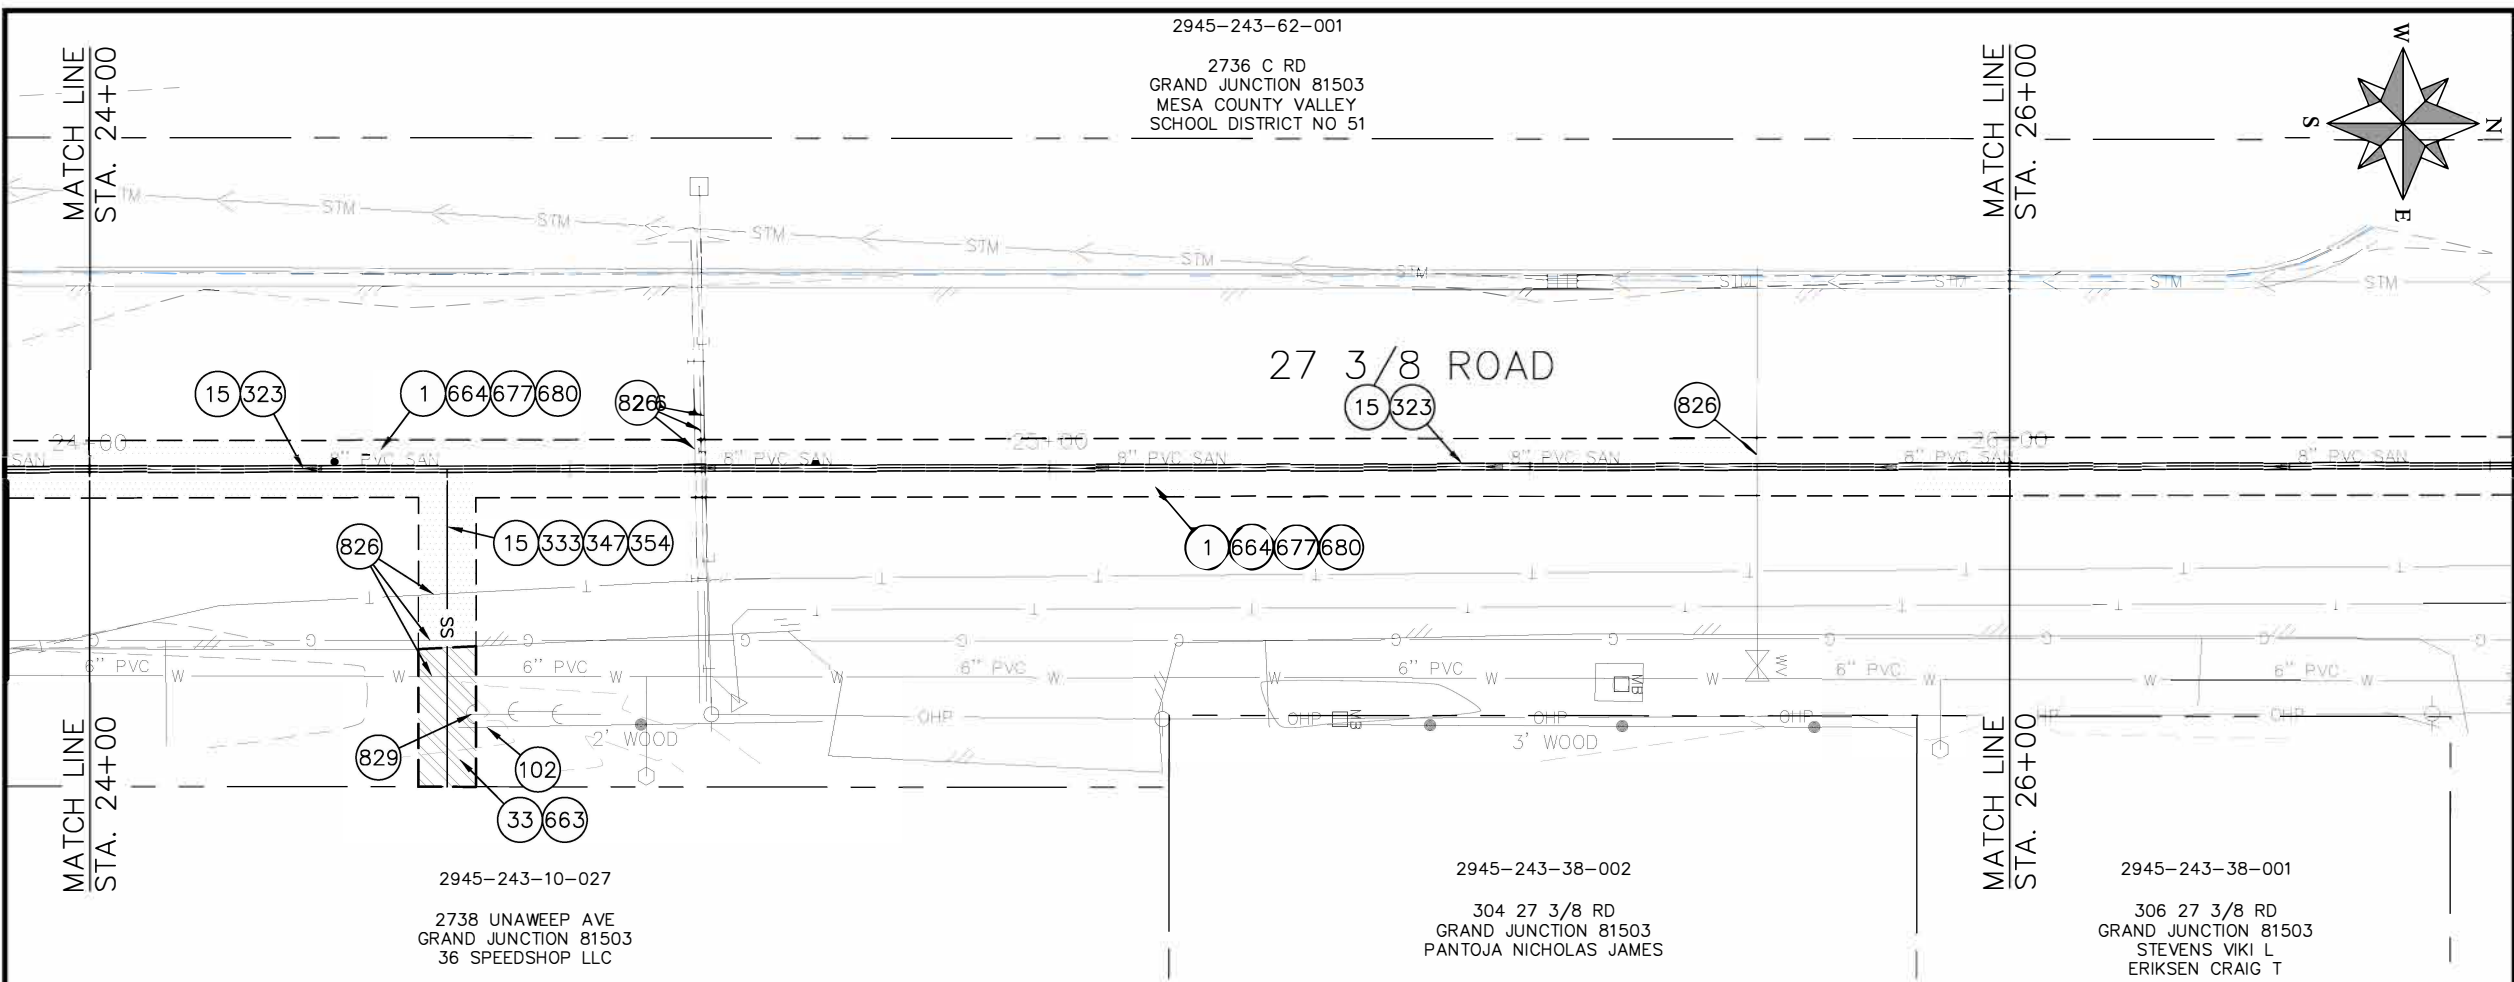 2945-243-62-001
2736 C RD
GRAND JUNCTION 81503
MESA COUNTY VALLEY
SCHOOL DISTRICT NO 51
MATCH LINE
STA. 24+00
MATCH LINE
STA. 26+00
W
N
S
E
STM
STM
STM
STM
STM
STM
STM
STM
STM
STM
STM
27 3/8 ROAD
15 323
1 664 677 680
826
15 323
826
24+00
25+00
26+00
SAN
8" PVC SAN
8" PVC SAN
8" PVC SAN
8" PVC SAN
8" PVC SAN
8" PVC SAN
826
15 333 347 354
1 664 677 680
SS
T T T T T T T T T
T T T T T T T T
G G G G G G G G G G G
6" PVC W W 6" PVC W W 6" PVC W W 6" PVC W W 6" PVC W W 6" PVC W
WV
MB
OHP
OHP
MB
OHP
OHP
OHP
2' WOOD
3' WOOD
829
102
33 663
MATCH LINE
STA. 24+00
MATCH LINE
STA. 26+00
2945-243-10-027
2738 UNAWEEP AVE
GRAND JUNCTION 81503
36 SPEEDSHOP LLC
2945-243-38-002
304 27 3/8 RD
GRAND JUNCTION 81503
PANTOJA NICHOLAS JAMES
2945-243-38-001
306 27 3/8 RD
GRAND JUNCTION 81503
STEVENS VIKI L
ERIKSEN CRAIG T